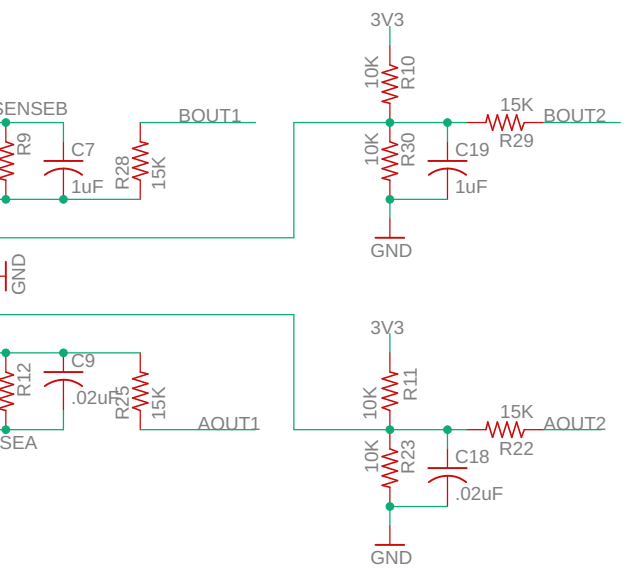 3V3
10K
R10
SENSEB
R9
C7
1uF
R28
15K
BOUT1
10K
R30
C19
1uF
15K
R29
BOUT2
GND
GND
3V3
10K
R11
R12
C9
.02uF
R25
15K
AOUT1
SEA
10K
R23
C18
.02uF
15K
R22
AOUT2
GND